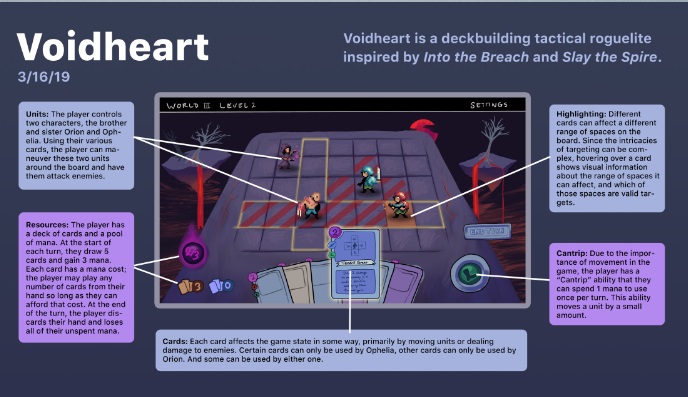 Voidheart
3/16/19
Voidheart is a deckbuilding tactical roguelite
inspired by Into the Breach and Slay the Spire.
Units: The player controls
two characters, the brother
and sister Orion and Oph-
elia. Using their various
cards, the player can ma-
neuver these two units
around the board and have
them attack enemies.
Resources: The player has
a deck of cards and a pool
of mana. At the start of
each turn, they draw 5
cards and gain 3 mana.
Each card has a mana cost;
the player may play any
number of cards from their
hand so long as they can
afford that cost. At the end
of the turn, the player dis-
cards their hand and loses
all of their unspent mana.
WORLD III LEVEL 2
SETTINGS
END TURN
3
0
Highlighting: Different
cards can affect a different
range of spaces on the
board. Since the intricacies
of targeting can be com-
plex, hovering over a card
shows visual information
about the range of spaces it
can affect, and which of
those spaces are valid tar-
gets.
Cantrip: Due to the impor-
tance of movement in the
game, the player has a
"Cantrip" ability that they
can spend 1 mana to use
once per turn. This ability
moves a unit by a small
amount.
Cards: Each card affects the game state in some way, primarily by moving units or dealing
damage to enemies. Certain cards can only be used by Ophelia, other cards can only be used by
Orion. And some can be used by either one.